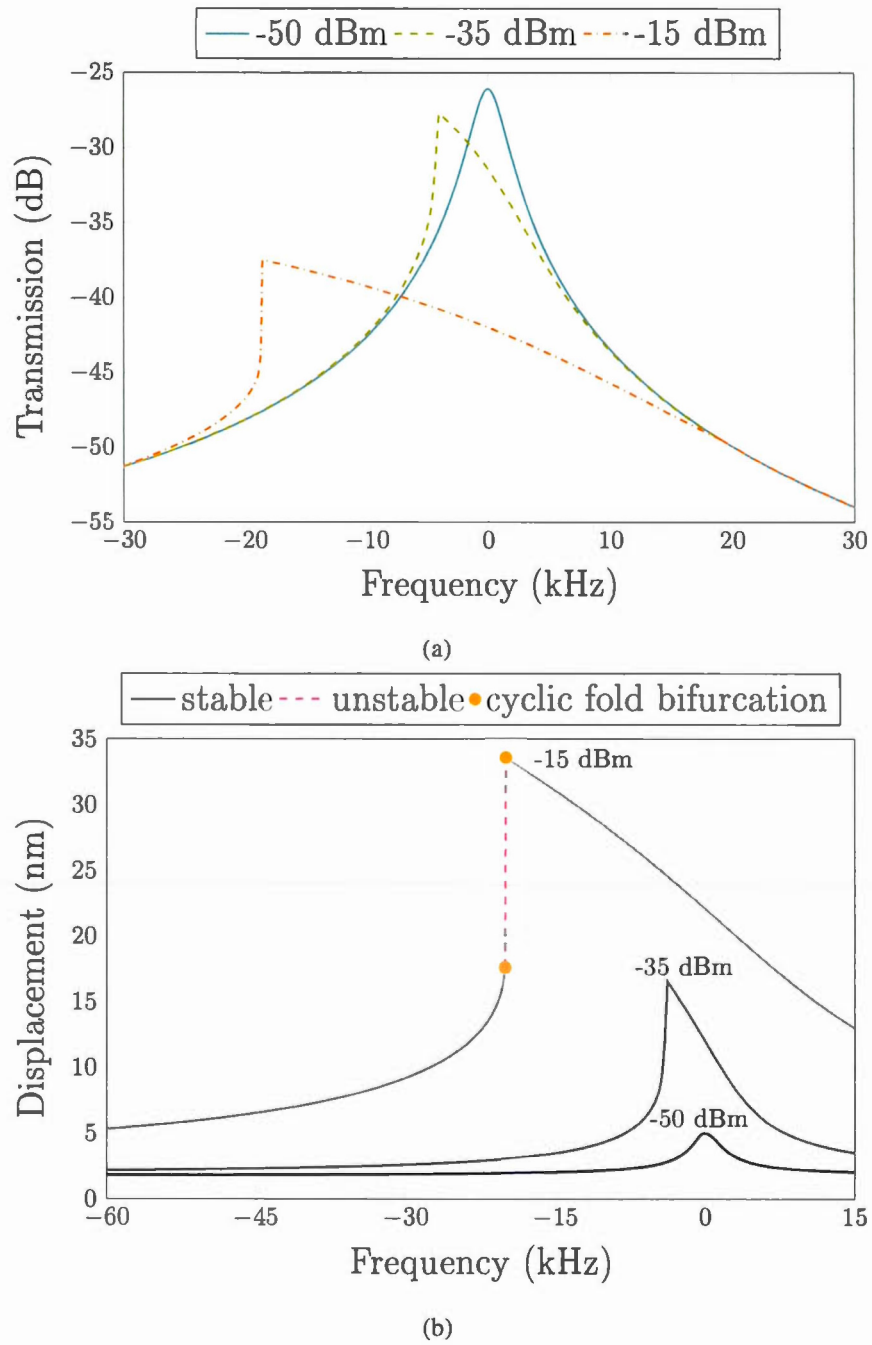 -50 dBm -35 dBm -15 dBm
−25
−30
−35
−40
−45
−50
−55
Transmission (dB)
−30 −20 −10 0 10 20 30
Frequency (kHz)
(a)
stable unstable cyclic fold bifurcation
35
30
25
20
15
10
5
0
Displacement (nm)
-15 dBm
-35 dBm
-50 dBm
−60 −45 −30 −15 0 15
Frequency (kHz)
(b)